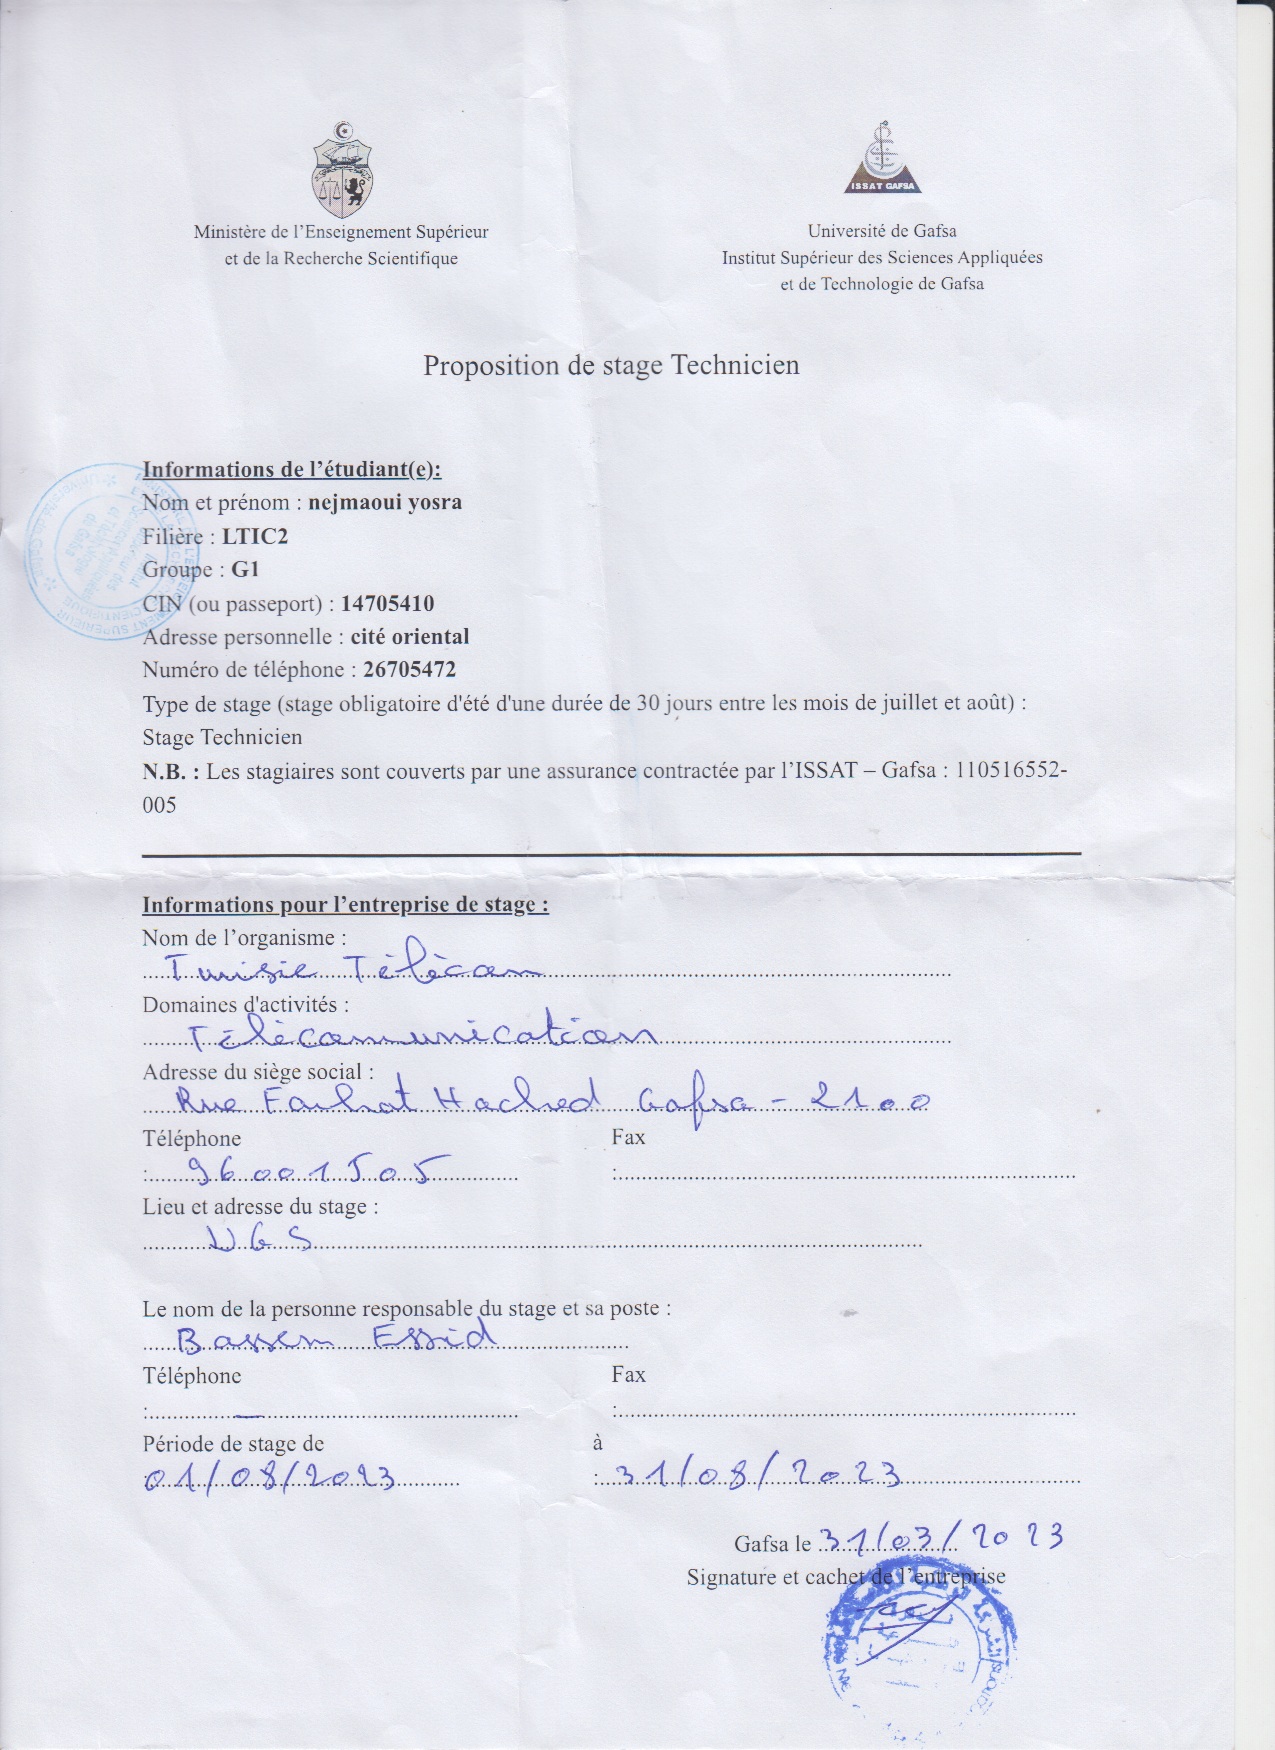 ISSAT GAFSA
Ministère de l'Enseignement Supérieur
et de la Recherche Scientifique
Université de Gafsa
Institut Supérieur des Sciences Appliquées
et de Technologie de Gafsa
Proposition de stage Technicien
Informations de l'étudiant(e):
Nom et prénom : nejmaoui yosra
Filière : LTIC2
Groupe : G1
CIN (ou passeport) : 14705410
Adresse personnelle : cité oriental
Numéro de téléphone : 26705472
Type de stage (stage obligatoire d'été d'une durée de 30 jours entre les mois de juillet et août) :
Stage Technicien
N.B. : Les stagiaires sont couverts par une assurance contractée par l'ISSAT – Gafsa : 110516552-
005
Informations pour l'entreprise de stage :
Nom de l'organisme :
Tunisie Télécom
Domaines d'activités :
Télécommunication
Adresse du siège social :
Rue Farhat Hached Gafsa - 2100
Téléphone Fax
: 96001505 :
Lieu et adresse du stage :
UGS
Le nom de la personne responsable du stage et sa poste :
Bassem Essid
Téléphone Fax
: — :
Période de stage de à
01/08/2023 : 31/08/2023
Gafsa le 31/03/2023
Signature et cachet de l'entreprise